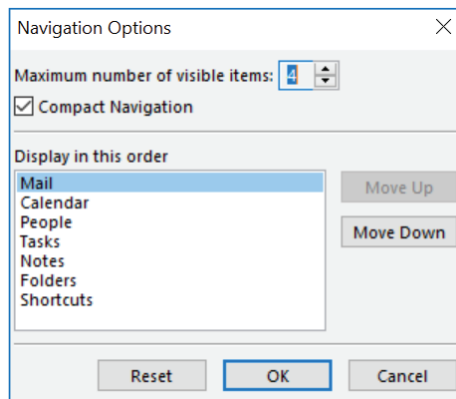 Navigation Options
Maximum number of visible items: 4
Compact Navigation
Display in this order
Mail
Calendar
People
Tasks
Notes
Folders
Shortcuts
Move Up
Move Down
Reset OK Cancel